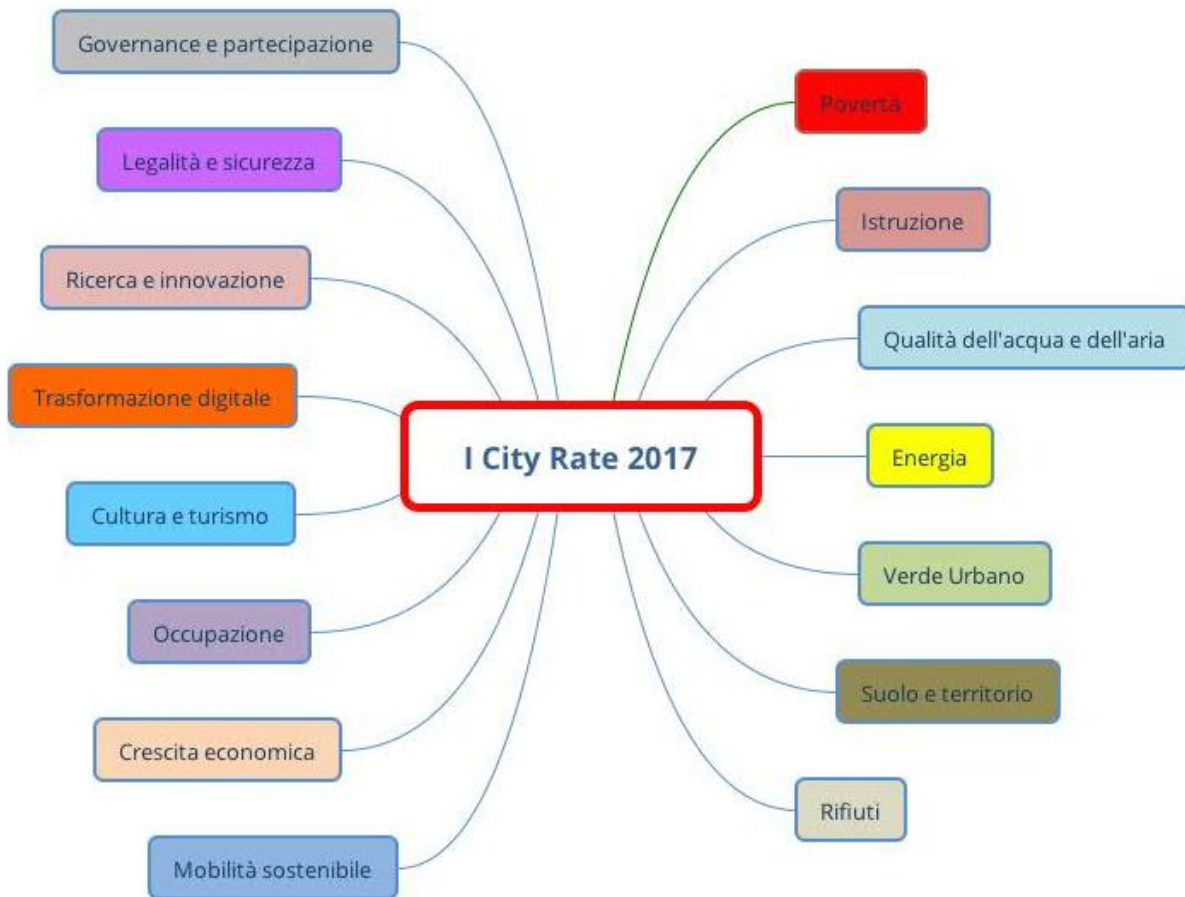 Governance e partecipazione
Legalità e sicurezza
Ricerca e innovazione
Trasformazione digitale
Cultura e turismo
Occupazione
Crescita economica
Mobilità sostenibile
I City Rate 2017
Povertà
Istruzione
Qualità dell'acqua e dell'aria
Energia
Verde Urbano
Suolo e territorio
Rifiuti